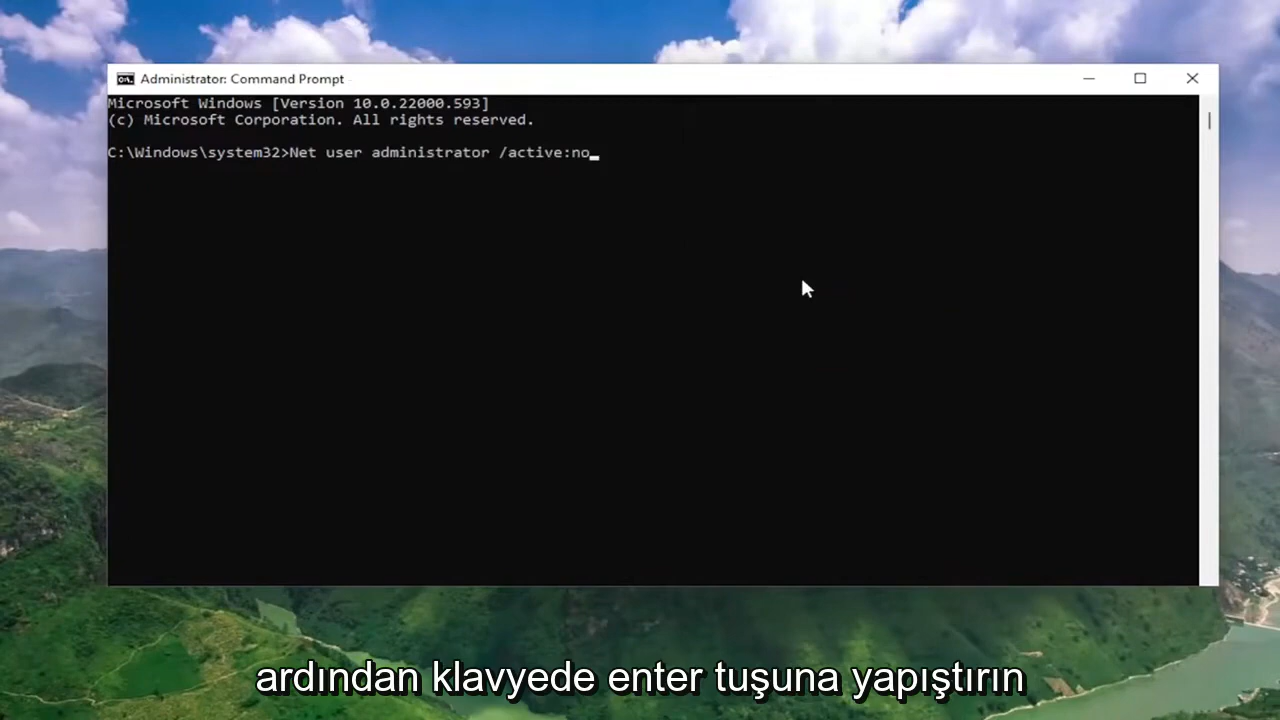 Administrator: Command Prompt
Microsoft Windows [Version 10.0.22000.593]
(c) Microsoft Corporation. All rights reserved.
C:\Windows\system32>Net user administrator /active:no
ardından klavyede enter tuşuna yapıştırın